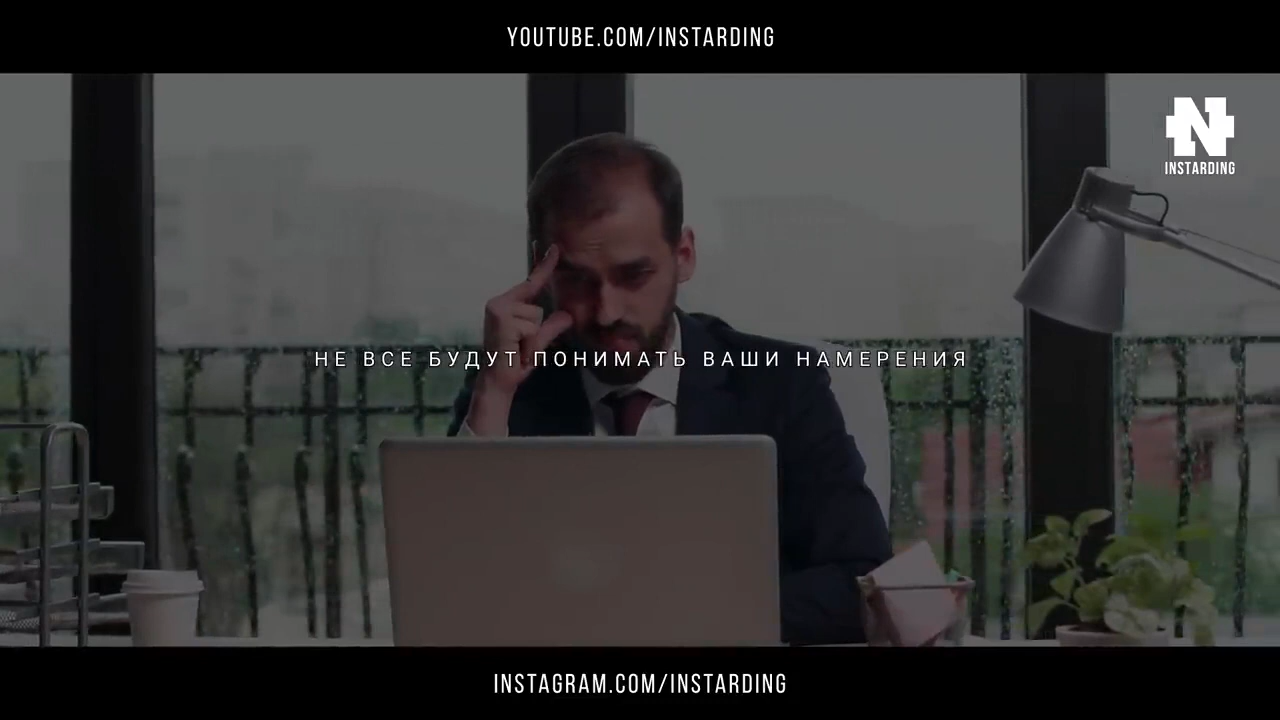 YOUTUBE.COM/INSTARDING
N
INSTARDING
НЕ ВСЕ БУДУТ ПОНИМАТЬ ВАШИ НАМЕРЕНИЯ
INSTAGRAM.COM/INSTARDING